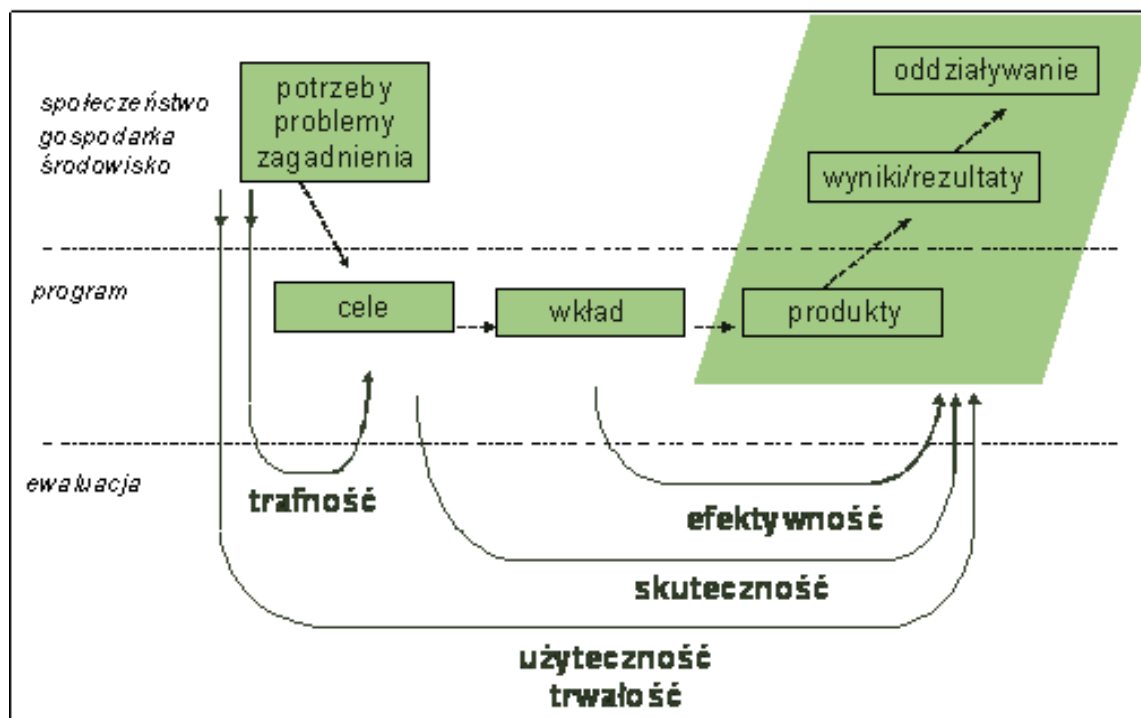 społeczeństwo
gospodarka
środowisko
potrzeby
problemy
zagadnienia
oddziaływanie
wyniki/rezultaty
program
cele
wkład
produkty
ewaluacja
trafność
efektywność
skuteczność
użyteczność
trwałość